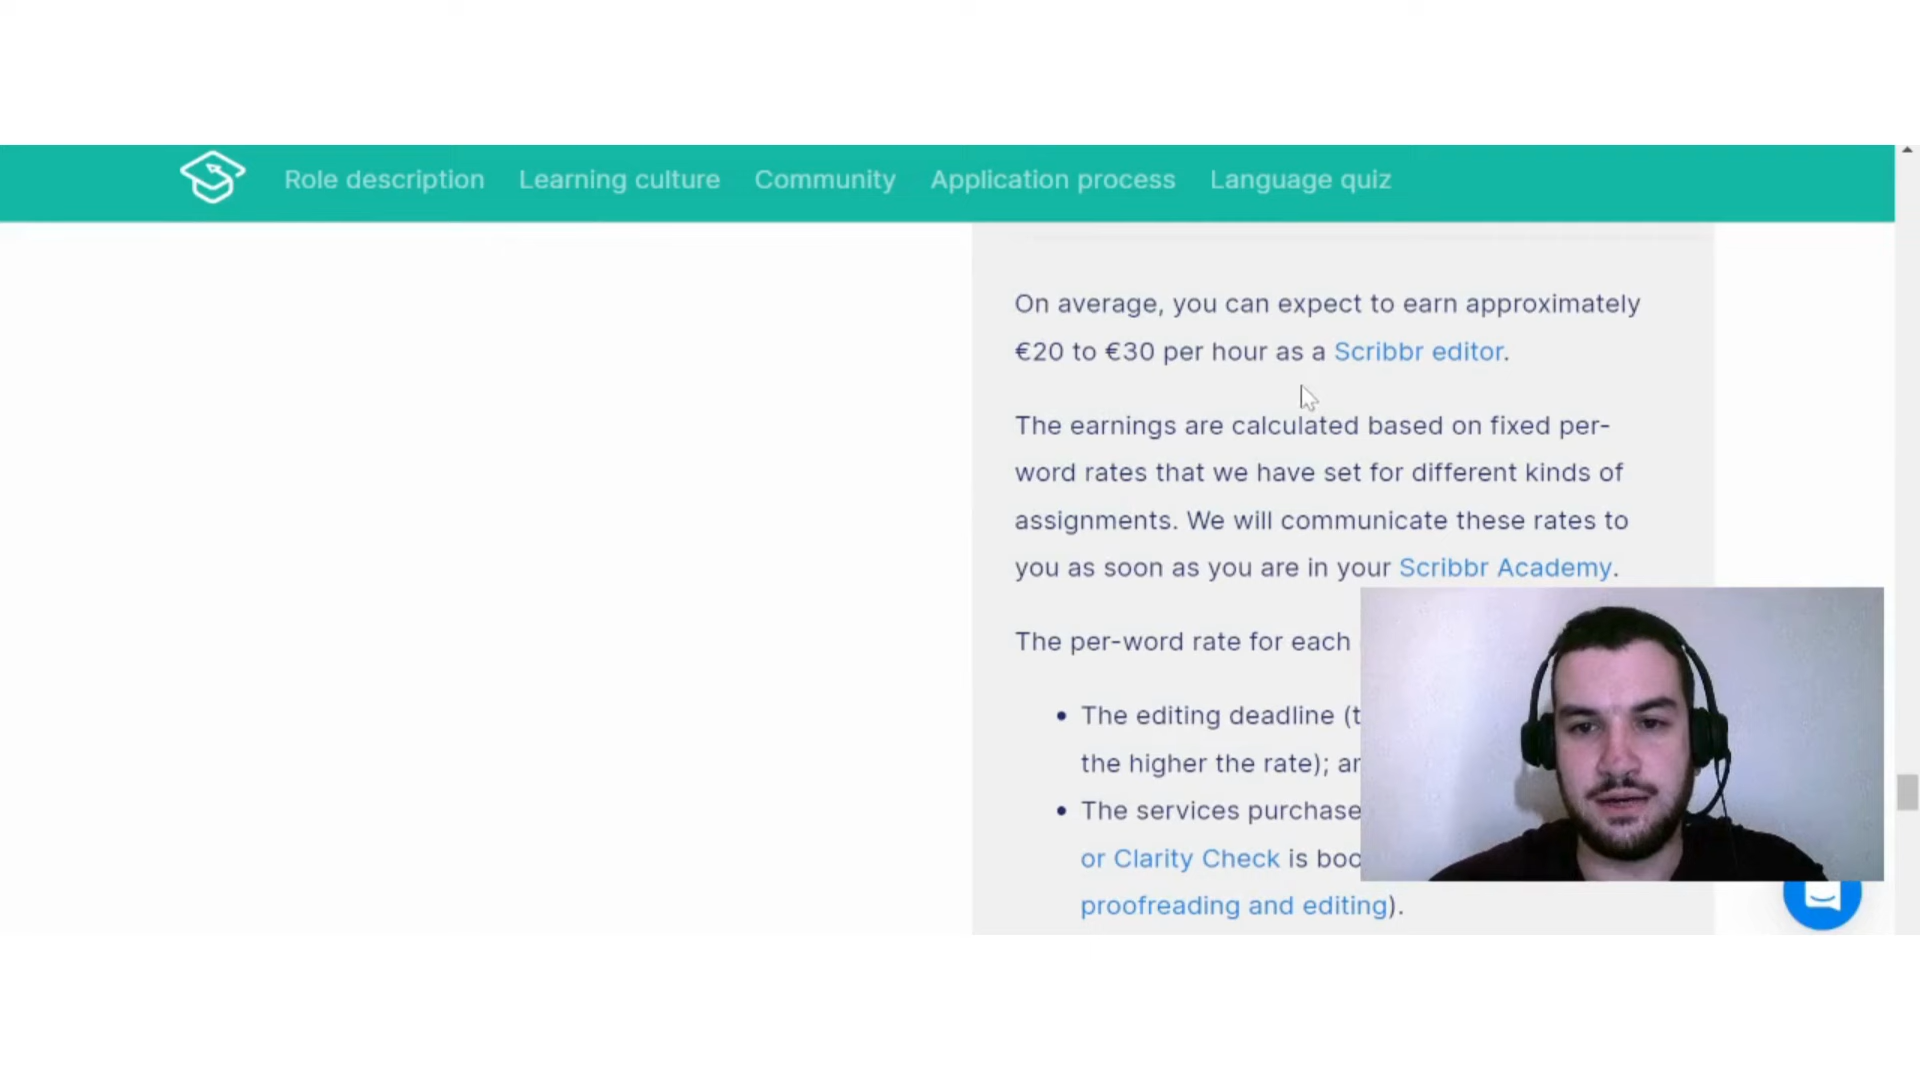 Role description Learning culture Community Application process Language quiz
On average, you can expect to earn approximately
€20 to €30 per hour as a Scribbr editor.
The earnings are calculated based on fixed per-
word rates that we have set for different kinds of
assignments. We will communicate these rates to
you as soon as you are in your Scribbr Academy.
The per-word rate for each
• The editing deadline (t
the higher the rate); ar
• The services purchase
or Clarity Check is boo
proofreading and editing).